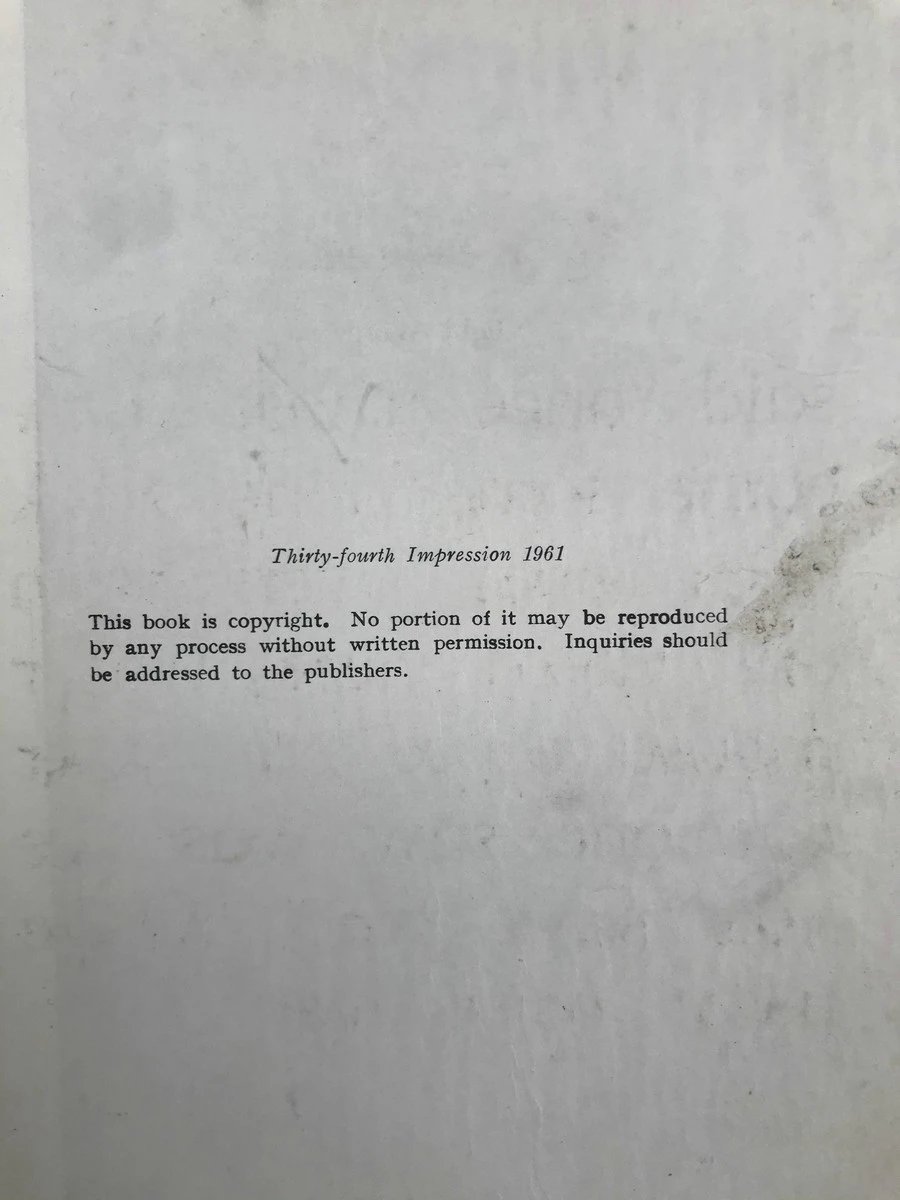 Thirty-fourth Impression 1961
This book is copyright. No portion of it may be reproduced
by any process without written permission. Inquiries should
be addressed to the publishers.